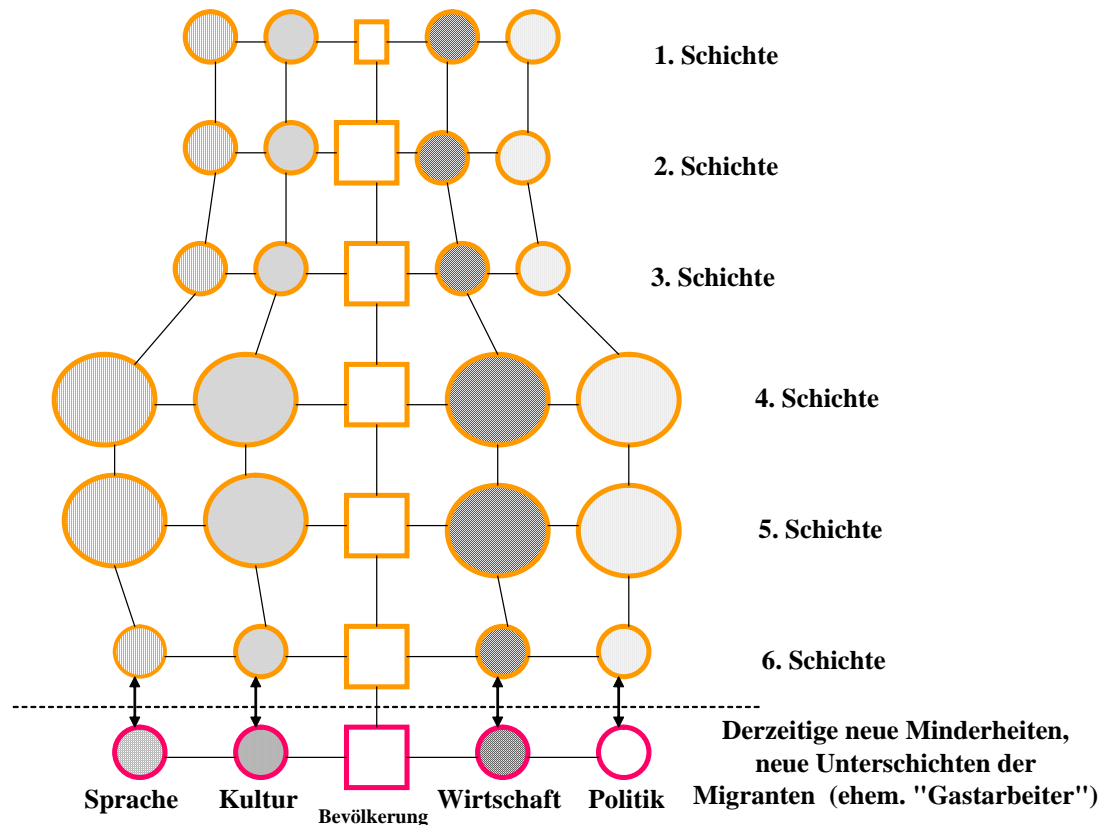 1. Schichte
2. Schichte
3. Schichte
4. Schichte
5. Schichte
6. Schichte
Derzeitige neue Minderheiten,
neue Unterschichten der
Migranten (ehem. "Gastarbeiter")
Sprache Kultur Bevölkerung Wirtschaft Politik